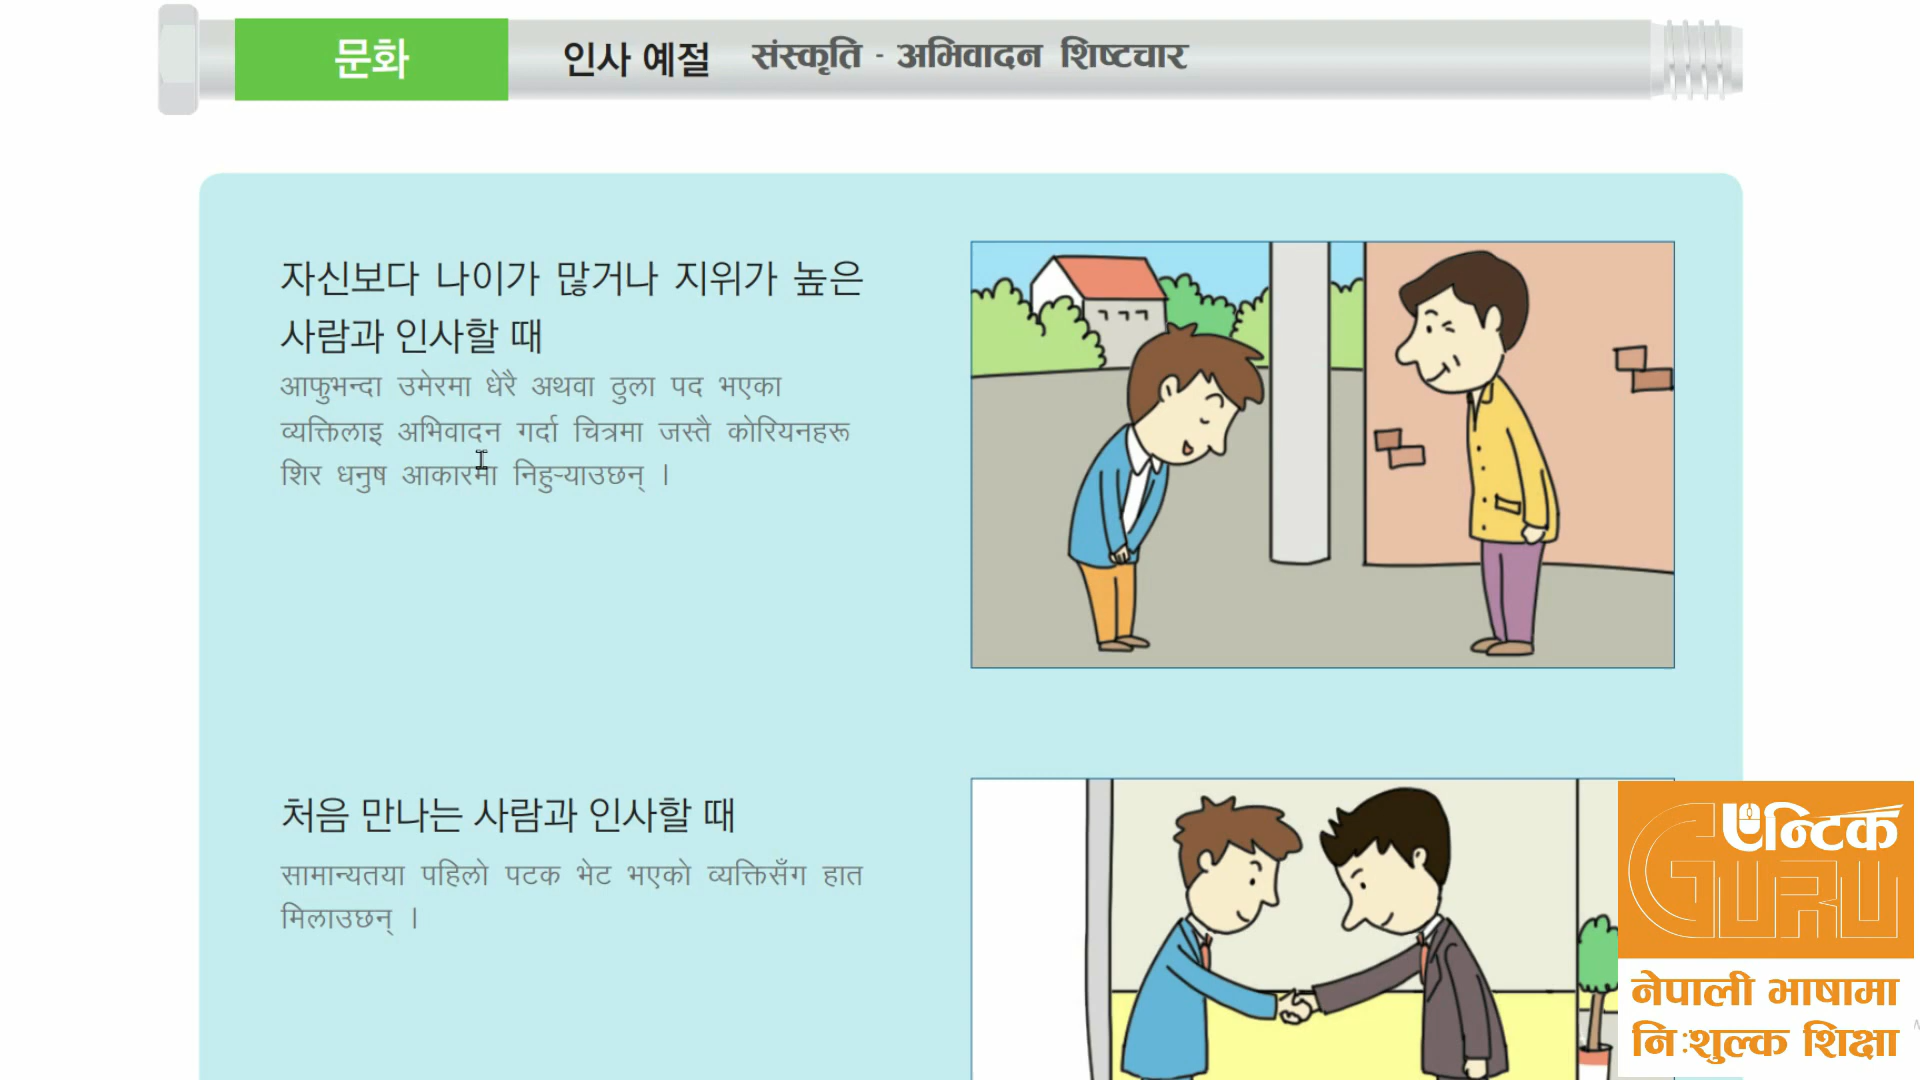 문화
인사 예절 संस्कृति - अभिवादन शिष्टचार
자신보다 나이가 많거나 지위가 높은
사람과 인사할 때
आफुभन्दा उमेरमा धेरै अथवा ठुला पद भएका
व्यक्तिलाइ अभिवादन गर्दा चित्रमा जस्तै कोरियनहरू
शिर धनुष आकारमा निहुऱ्याउछन् ।
처음 만나는 사람과 인사할 때
सामान्यतया पहिलो पटक भेट भएको व्यक्तिसँग हात
मिलाउछन् ।
एन्टिक
GURU
नेपाली भाषामा
निःशुल्क शिक्षा